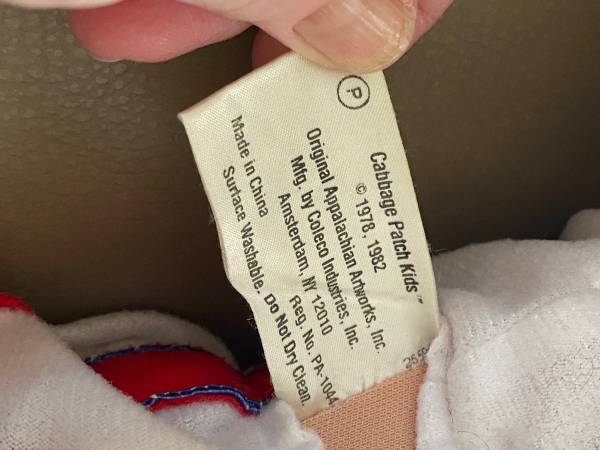 P
Cabbage Patch Kids™
© 1978, 1982
Original Appalachian Artworks, Inc.
Mfg. by Coleco Industries, Inc.
Amsterdam, NY 12010
Reg. No. PA-1044
Made in China
Surface Washable. Do Not Dry Clean.